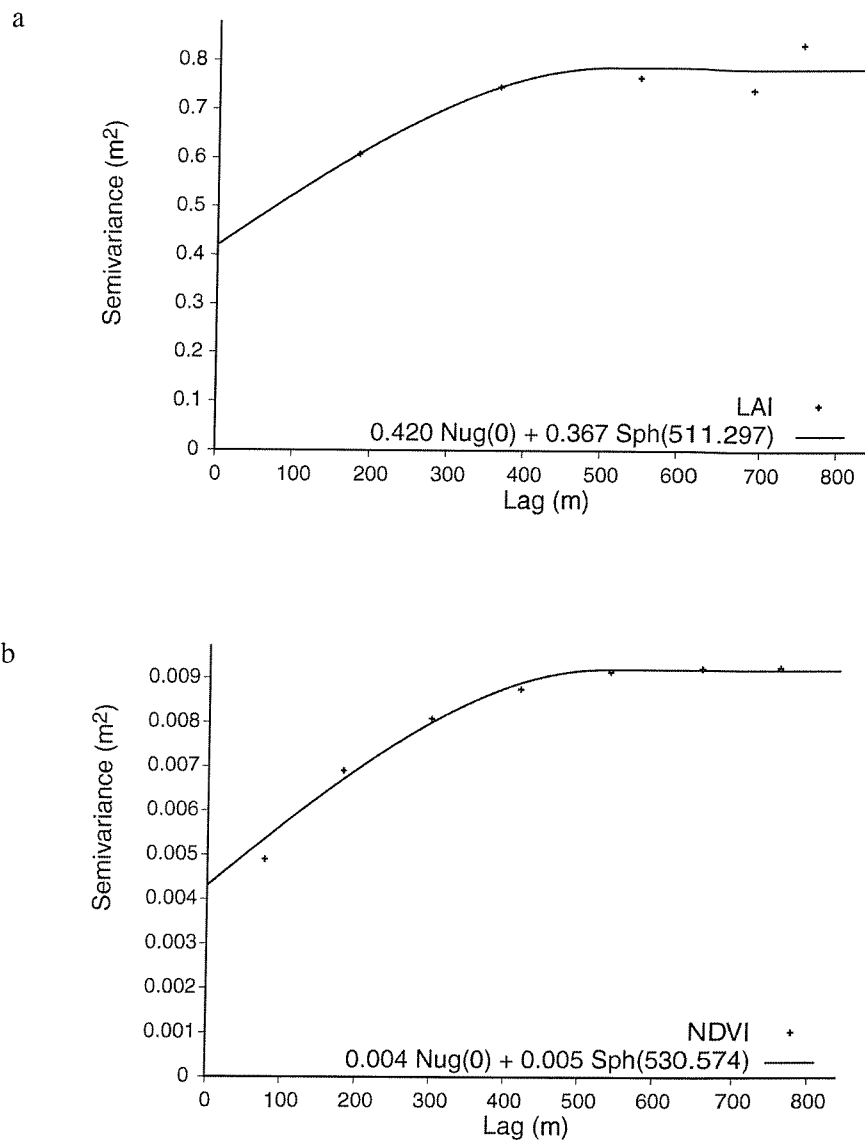 a
0.8
0.7
0.6
0.5
0.4
0.3
0.2
0.1
0
Semivariance (m²)
LAI
0.420 Nug(0) + 0.367 Sph(511.297)
0 100 200 300 400 500 600 700 800
Lag (m)
b
0.009
0.008
0.007
0.006
0.005
0.004
0.003
0.002
0.001
0
Semivariance (m²)
NDVI
0.004 Nug(0) + 0.005 Sph(530.574)
0 100 200 300 400 500 600 700 800
Lag (m)